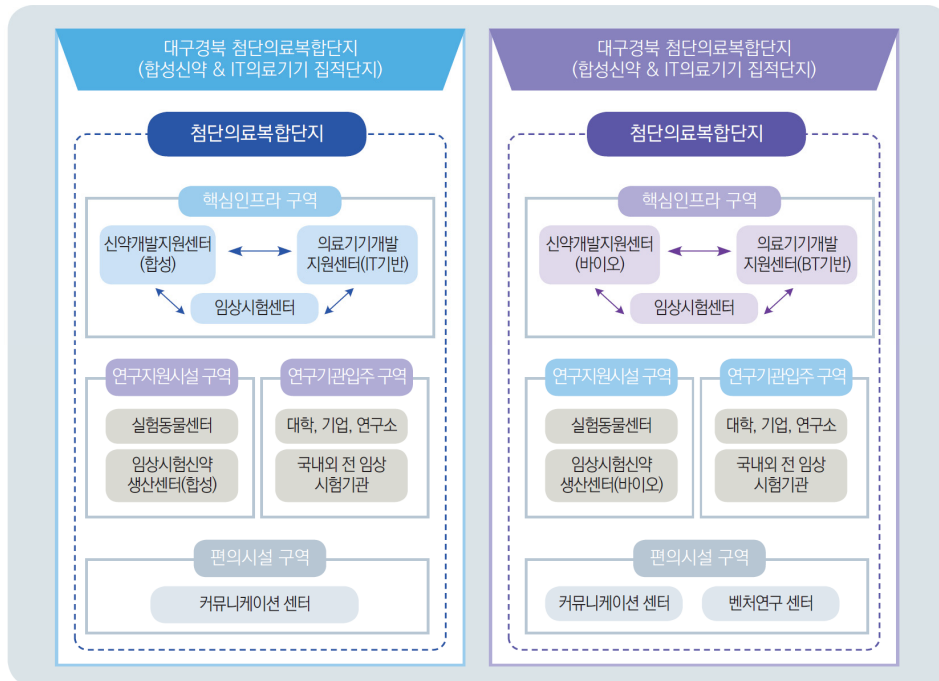 대구경북 첨단의료복합단지
(합성신약 & IT의료기기 집적단지)
첨단의료복합단지
핵심인프라 구역
신약개발지원센터
(합성)
의료기기개발
지원센터(IT기반)
임상시험센터
연구지원시설 구역
실험동물센터
임상시험신약
생산센터(합성)
연구기관입주 구역
대학, 기업, 연구소
국내외 전 임상
시험기관
편의시설 구역
커뮤니케이션 센터
대구경북 첨단의료복합단지
(합성신약 & IT의료기기 집적단지)
첨단의료복합단지
핵심인프라 구역
신약개발지원센터
(바이오)
의료기기개발
지원센터(BT기반)
임상시험센터
연구지원시설 구역
실험동물센터
임상시험신약
생산센터(바이오)
연구기관입주 구역
대학, 기업, 연구소
국내외 전 임상
시험기관
편의시설 구역
커뮤니케이션 센터
벤처연구 센터